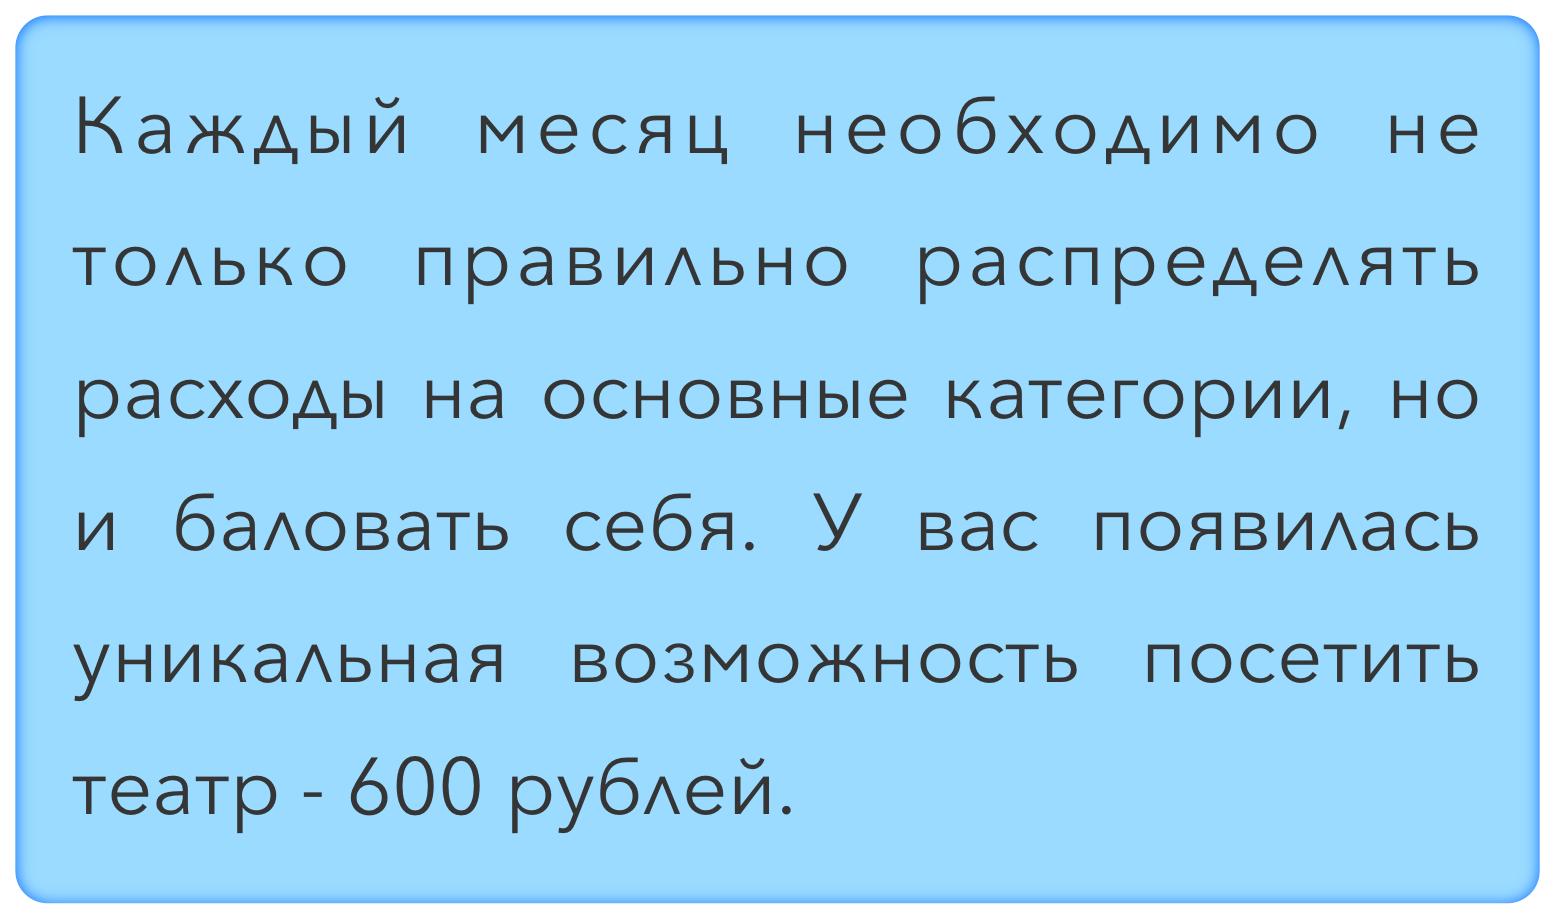 Каждый месяц необходимо не
только правильно распределять
расходы на основные категории, но
и баловать себя. У вас появилась
уникальная возможность посетить
театр - 600 рублей.